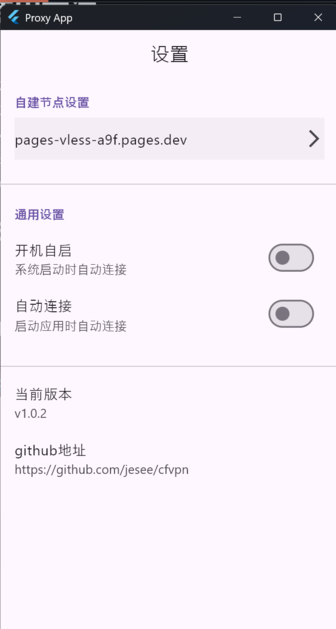 Proxy App
设置
自建节点设置
pages-vless-a9f.pages.dev
通用设置
开机自启
系统启动时自动连接
自动连接
启动应用时自动连接
当前版本
v1.0.2
github地址
https://github.com/jesee/cfvpn